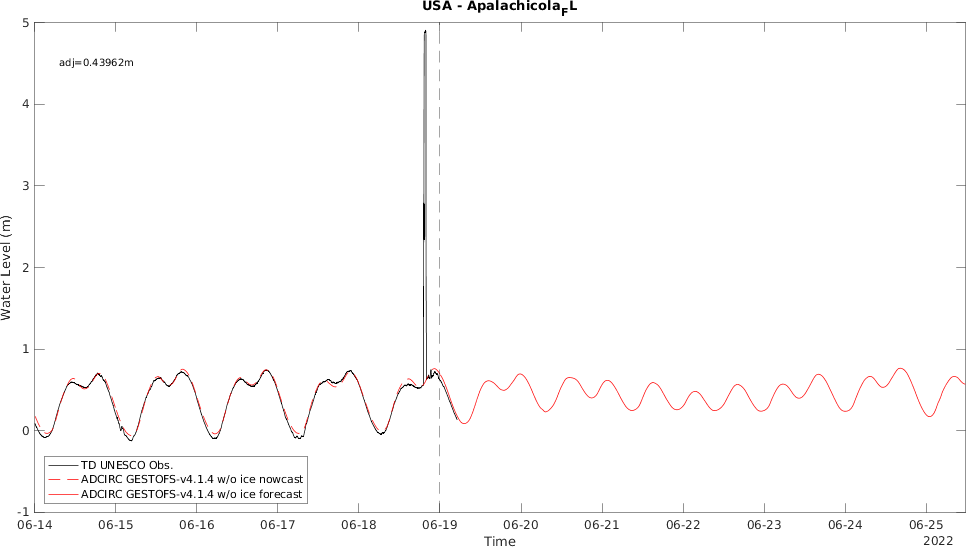 USA - Apalachicola_FL
5
adj=0.43962m
4
3
2
1
0
-1
Water Level (m)
TD UNESCO Obs.
ADCIRC GESTOFS-v4.1.4 w/o ice nowcast
ADCIRC GESTOFS-v4.1.4 w/o ice forecast
06-14 06-15 06-16 06-17 06-18 06-19 06-20 06-21 06-22 06-23 06-24 06-25
Time
2022